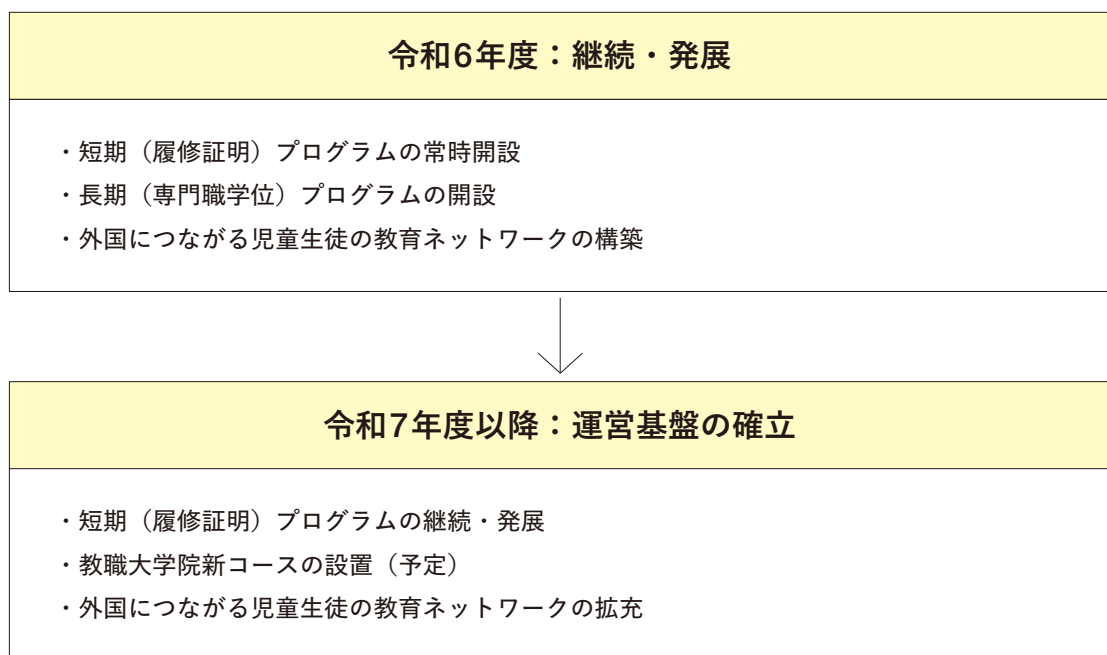 令和6年度：継続・発展
・短期（履修証明）プログラムの常時開設
・長期（専門職学位）プログラムの開設
・外国につながる児童生徒の教育ネットワークの構築
令和7年度以降：運営基盤の確立
・短期（履修証明）プログラムの継続・発展
・教職大学院新コースの設置（予定）
・外国につながる児童生徒の教育ネットワークの拡充